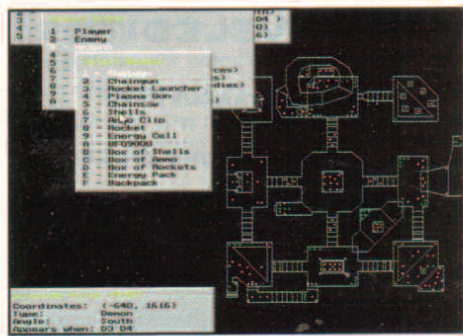 1 - Player
2 - Enemy
1 - Shotgun
2 - Chaingun
3 - Rocket Launcher
4 - Plasma Gun
5 - Chainsaw
6 - Shells
7 - Ammo Clip
8 - Rocket
9 - Energy Cell
A - BFG9000
B - Box of Shells
C - Box of Ammo
D - Box of Rockets
E - Energy Pack
F - Backpack
Coordinates: (-640, 1616)
Type: Demon
Angle: South
Appears when: D3 D4